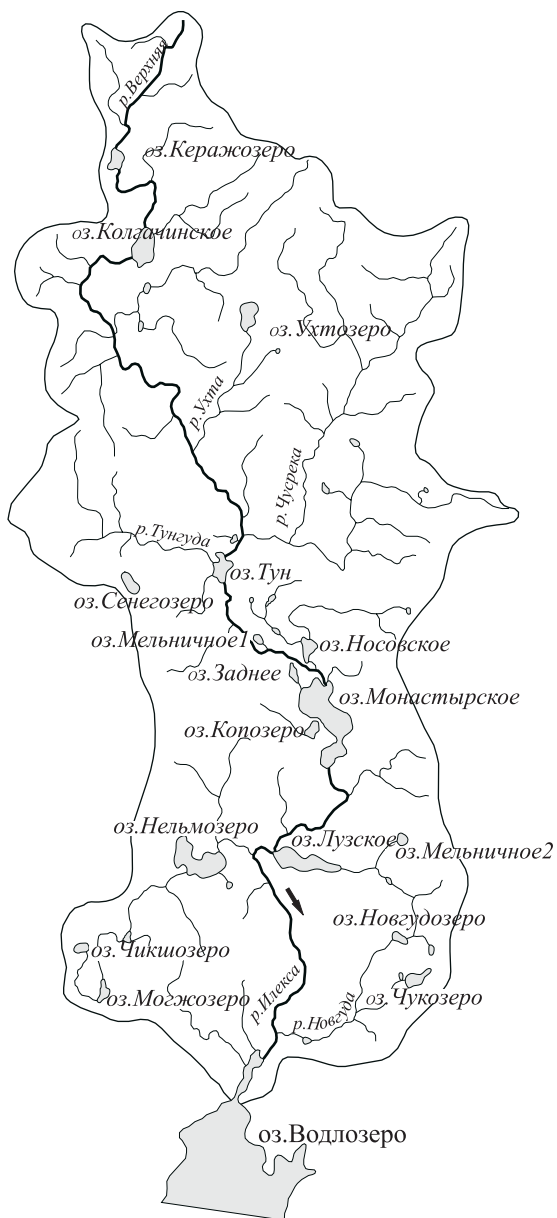 р.Верхняя
оз.Керажозеро
оз.Колгачинское
оз.Ухтозеро
р.Ухта
р.Чусрека
р.Тунгуда
оз.Тун
оз.Сенегозеро
оз.Мельничное1
оз.Носовское
оз.Заднее
оз.Монастырское
оз.Копозеро
оз.Нельмозеро
оз.Лузское
оз.Мельничное2
оз.Новгудозеро
оз.Чикшозеро
оз.Могжозеро
р.Илекса
оз.Чукозеро
р.Новгуда
оз.Водлозеро